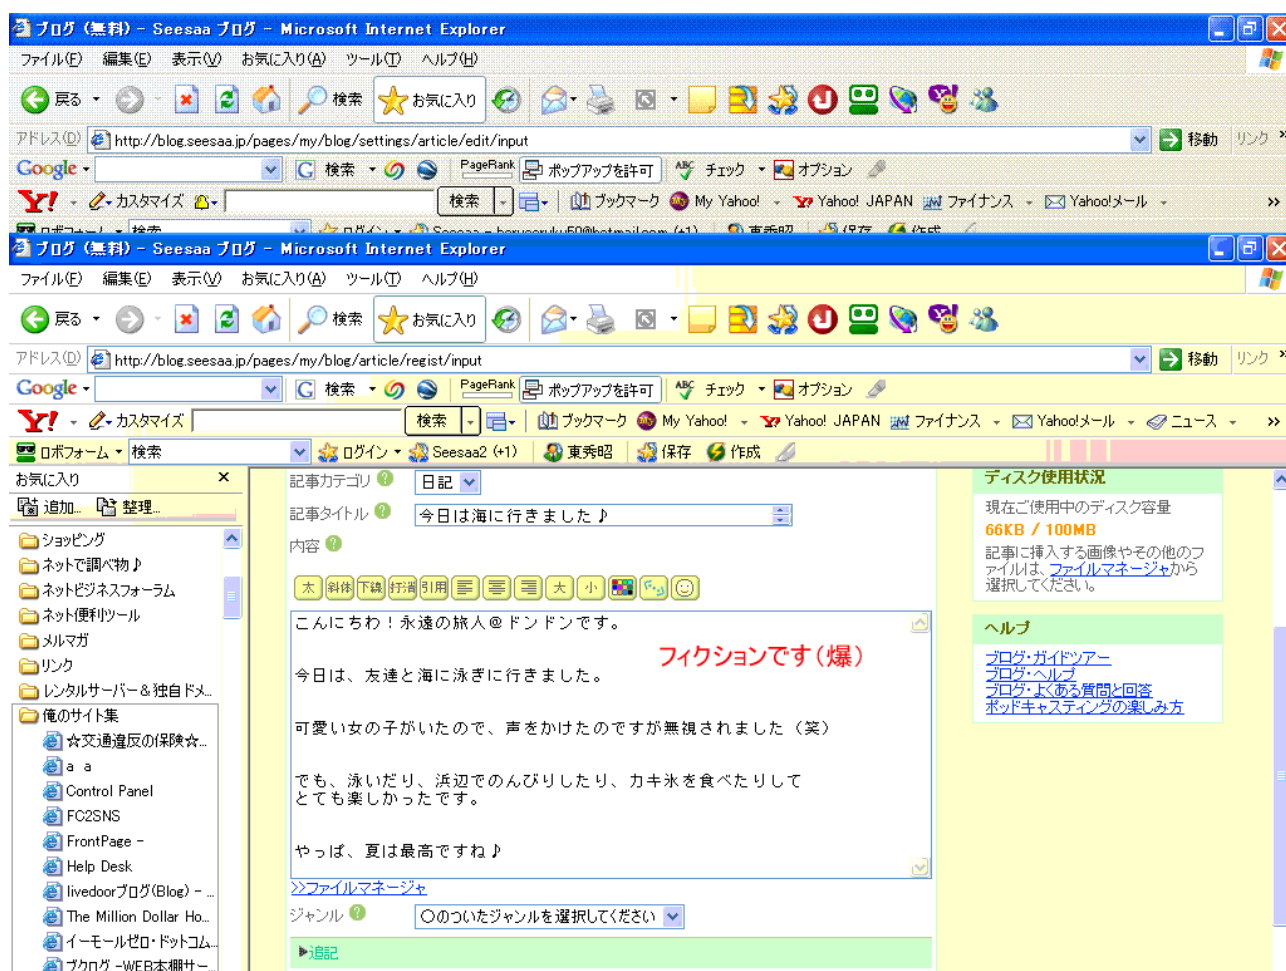 ブログ（無料）- Seesaa ブログ - Microsoft Internet Explorer
ファイル(F) 編集(E) 表示(V) お気に入り(A) ツール(T) ヘルプ(H)
戻る 検索 お気に入り
アドレス(D) http://blog.seesaa.jp/pages/my/blog/settings/article/edit/input 移動 リンク »
Google 検索 PageRank ポップアップを許可 ABC チェック オプション
Y! カスタマイズ 検索 ブックマーク My Yahoo! Yahoo! JAPAN ファイナンス Yahoo!メール »
ロボフォーム 検索 ログイン 東秀昭 保存 作成
ブログ（無料）- Seesaa ブログ - Microsoft Internet Explorer
ファイル(F) 編集(E) 表示(V) お気に入り(A) ツール(T) ヘルプ(H)
戻る 検索 お気に入り
アドレス(D) http://blog.seesaa.jp/pages/my/blog/article/regist/input 移動 リンク »
Google 検索 PageRank ポップアップを許可 ABC チェック オプション
Y! カスタマイズ 検索 ブックマーク My Yahoo! Yahoo! JAPAN ファイナンス Yahoo!メール ニュース »
ロボフォーム 検索 ログイン Seesaa2 (+1) 東秀昭 保存 作成
お気に入り ×
追加... 整理...
ショッピング
ネットで調べ物♪
ネットビジネスフォーラム
ネット便利ツール
メルマガ
リンク
レンタルサーバー＆独自ドメ...
俺のサイト集
☆交通違反の保険☆...
a a
Control Panel
FC2SNS
FrontPage -
Help Desk
livedoorブログ(Blog) - ...
The Million Dollar Ho...
イーモールゼロ・ドットコム...
ブクログ -WEB本棚サー...
記事カテゴリ 日記
記事タイトル 今日は海に行きました♪
内容
太 斜体 下線 打消 引用 大 小
こんにちわ！永遠の旅人＠ドンドンです。
フィクションです（爆）
今日は、友達と海に泳ぎに行きました。
可愛い女の子がいたので、声をかけたのですが無視されました（笑）
でも、泳いだり、浜辺でのんびりしたり、カキ氷を食べたりして
とても楽しかったです。
やっぱ、夏は最高ですね♪
>>ファイルマネージャ
ジャンル ○のついたジャンルを選択してください
▶追記
ディスク使用状況
現在ご使用中のディスク容量
66KB / 100MB
記事に挿入する画像やその他のフ
ァイルは、ファイルマネージャから
選択してください。
ヘルプ
ブログ・ガイドツアー
ブログ・ヘルプ
ブログ・よくある質問と回答
ポッドキャスティングの楽しみ方